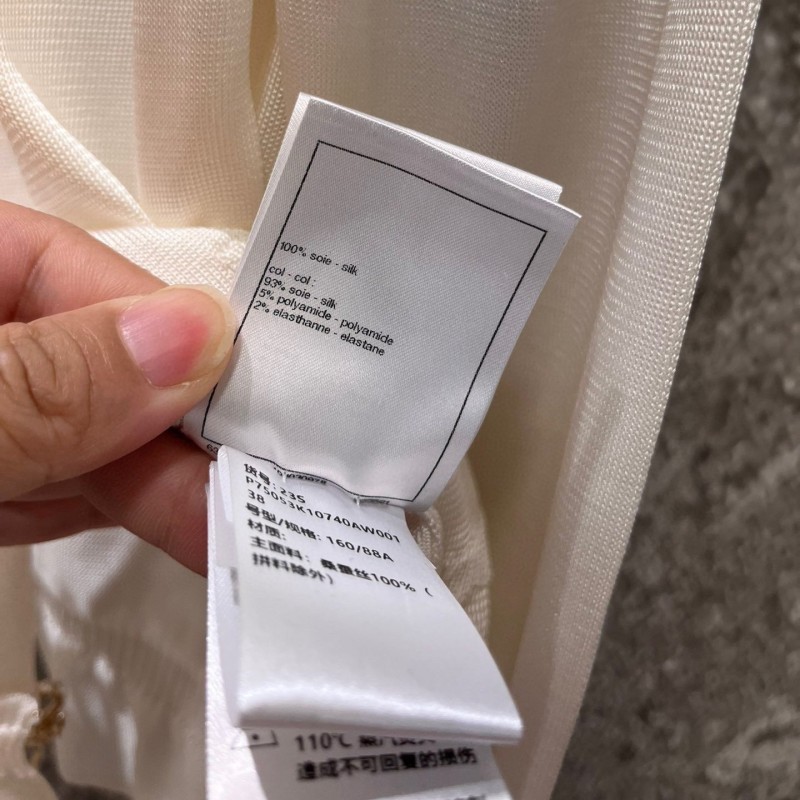 100% soie - silk
col - col :
93% soie - silk
5% polyamide - polyamide
2% elasthanne - elastane
货号: 23S
P75053K10740AW001
38
号型/规格: 160/88A
材质:
主面料: 桑蚕丝100% (
拼料除外)
110℃
造成不可回复的损伤